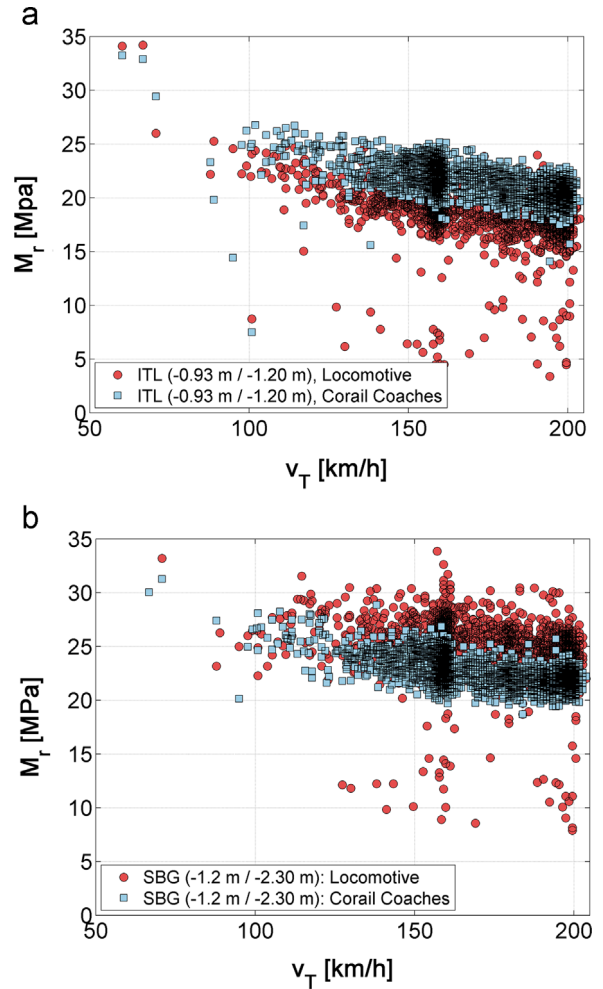 a
35
30
25
20
15
10
5
0
M_r [Mpa]
ITL (-0.93 m / -1.20 m), Locomotive
ITL (-0.93 m / -1.20 m), Corail Coaches
50 100 150 200
v_T [km/h]
b
35
30
25
20
15
10
5
0
M_r [MPa]
SBG (-1.2 m / -2.30 m): Locomotive
SBG (-1.2 m / -2.30 m): Corail Coaches
50 100 150 200
v_T [km/h]